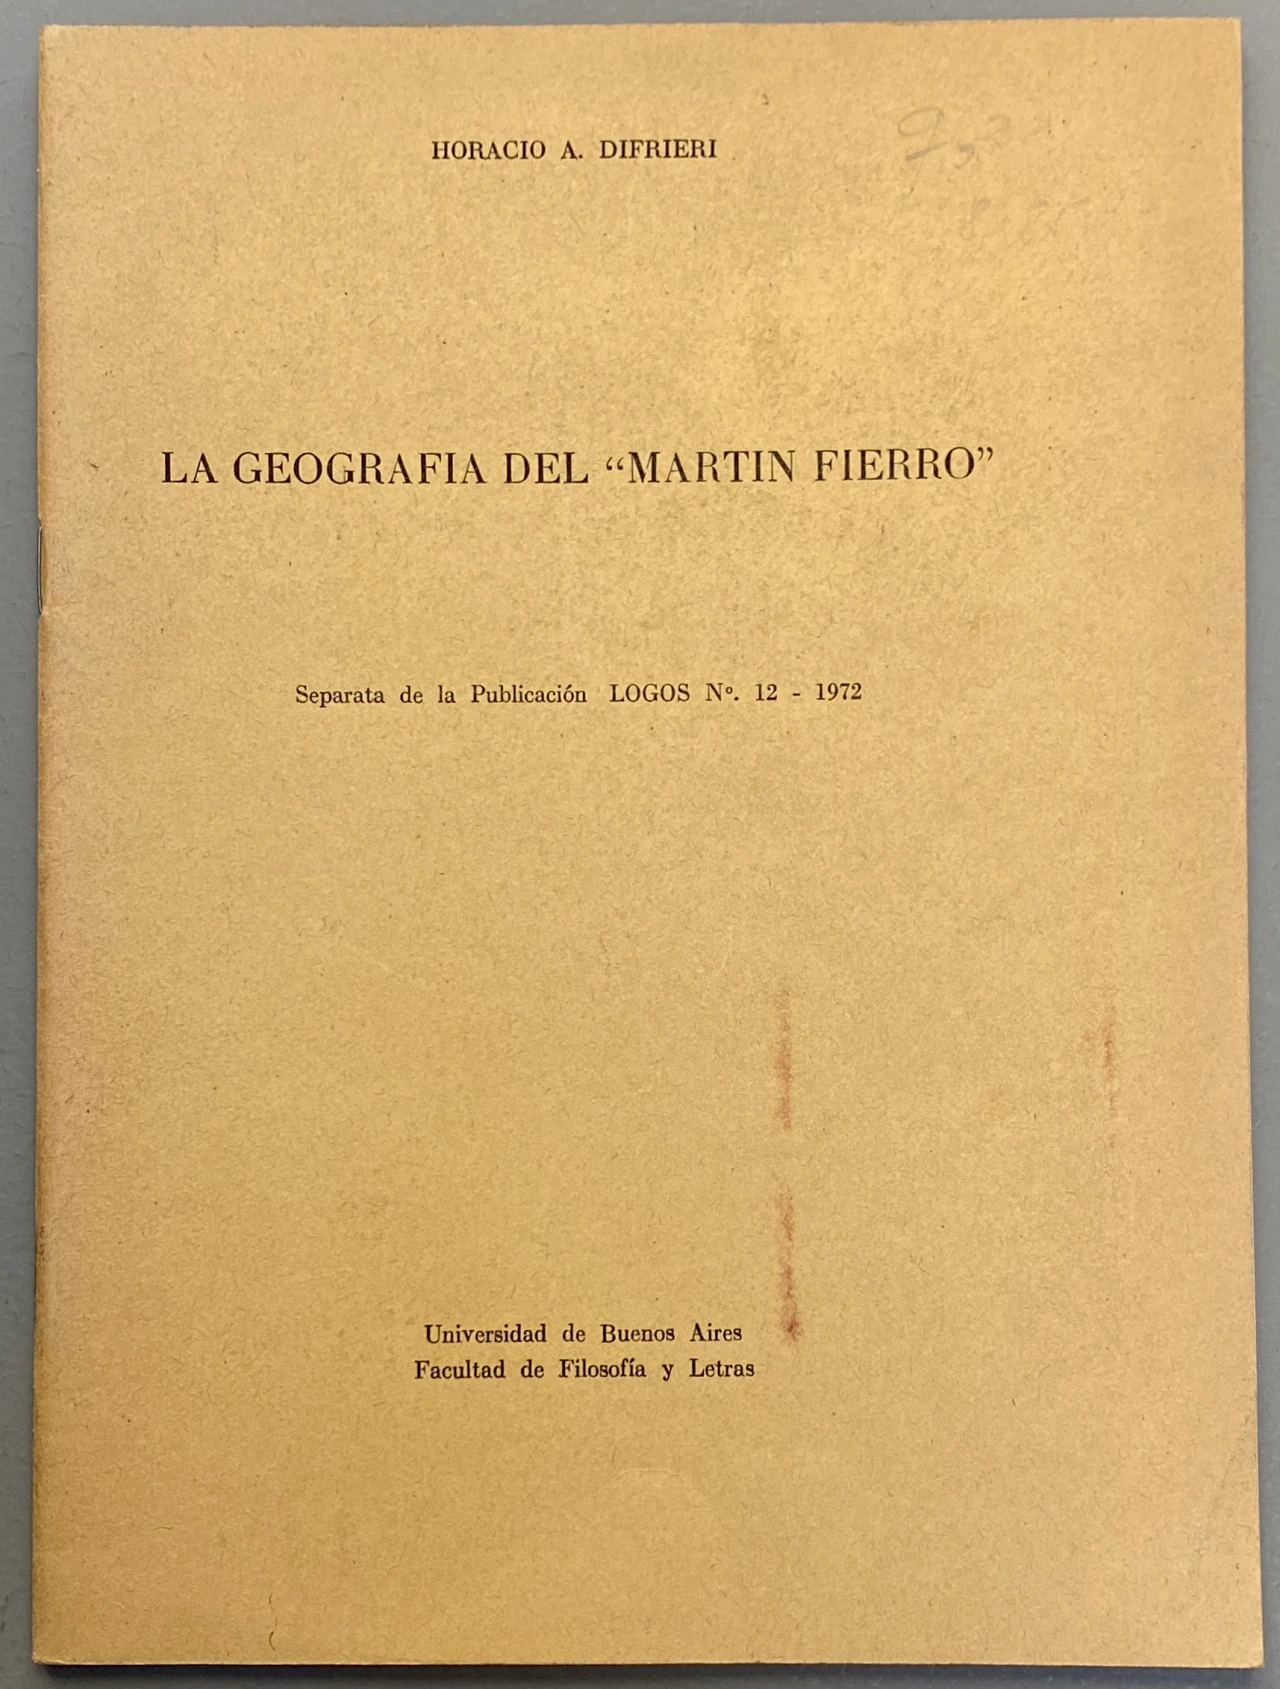 HORACIO A. DIFRIERI
LA GEOGRAFIA DEL “MARTIN FIERRO”
Separata de la Publicación LOGOS Nº. 12 - 1972
Universidad de Buenos Aires
Facultad de Filosofía y Letras